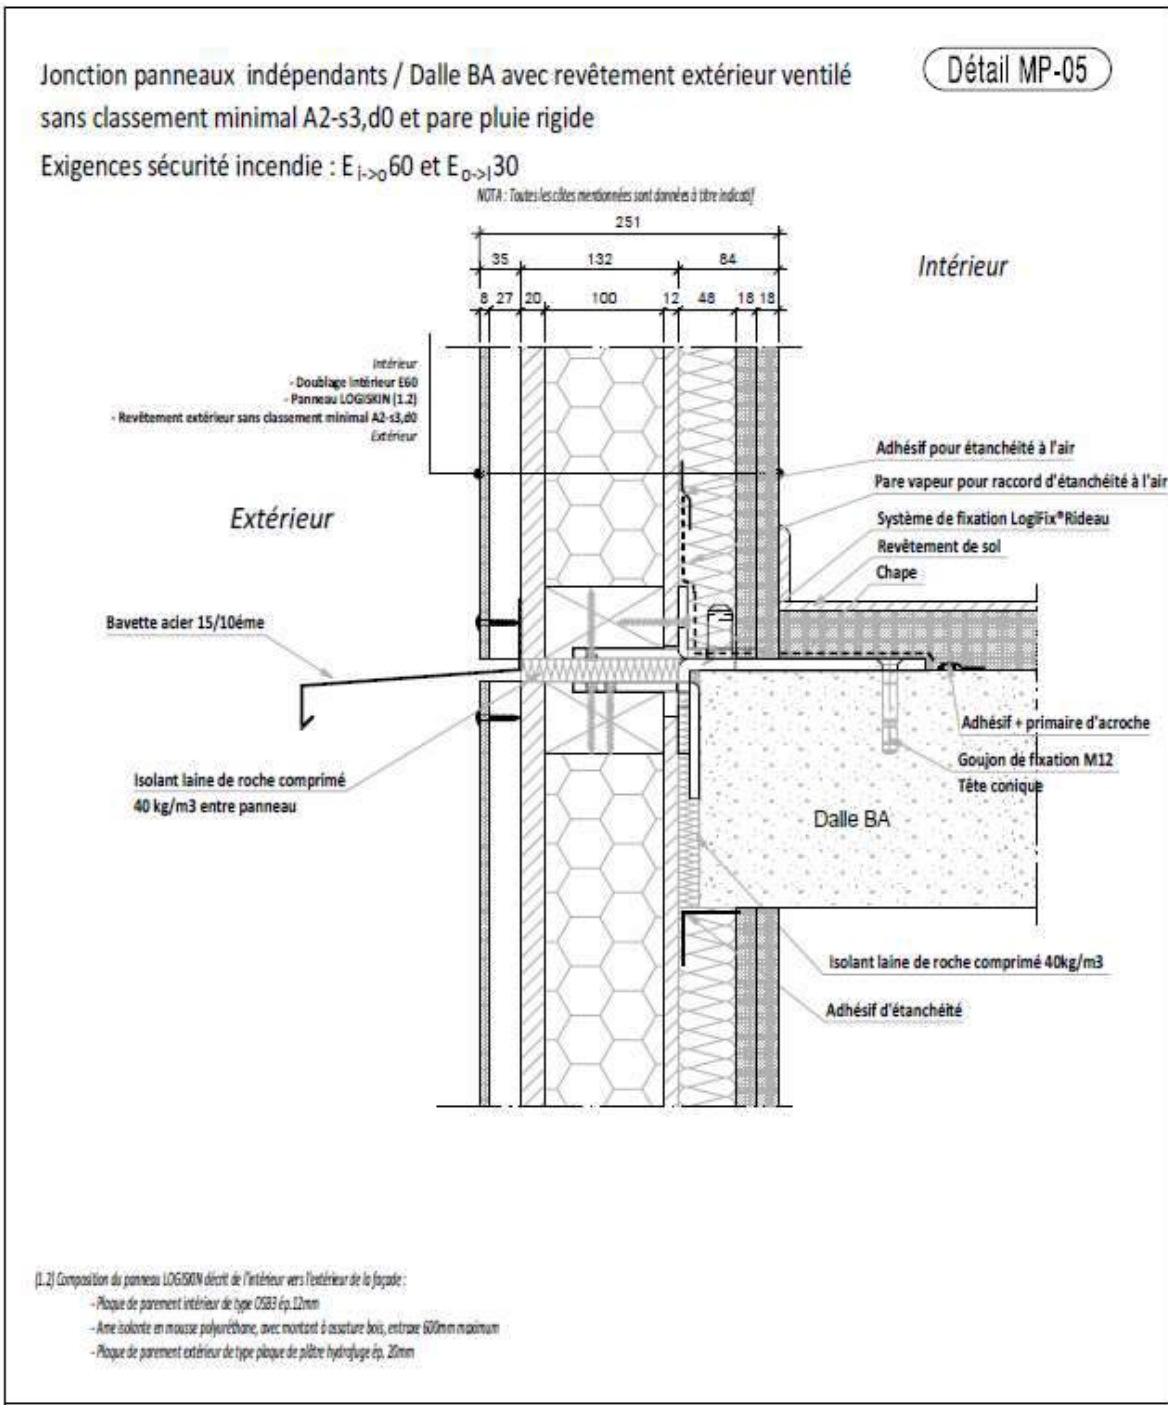 Jonction panneaux indépendants / Dalle BA avec revêtement extérieur ventilé
sans classement minimal A2-s3,d0 et pare pluie rigide
Exigences sécurité incendie : E i->o 60 et E o->I 30
Détail MP-05
NOTA : Toutes les côtes mentionnées sont données à titre indicatif
251
35 132 84
8 27 20 100 12 48 18 18
Intérieur
Intérieur
- Doublage Intérieur E60
- Panneau LOGISKIN (1.2)
- Revêtement extérieur sans classement minimal A2-s3,d0
Extérieur
Extérieur
Adhésif pour étanchéité à l'air
Pare vapeur pour raccord d'étanchéité à l'air
Système de fixation LogiFix®Rideau
Revêtement de sol
Chape
Bavette acier 15/10éme
Isolant laine de roche comprimé
40 kg/m3 entre panneau
Adhésif + primaire d'acroche
Goujon de fixation M12
Tête conique
Dalle BA
Isolant laine de roche comprimé 40kg/m3
Adhésif d'étanchéité
(1.2) Composition du panneau LOGISKIN décrit de l'intérieur vers l'extérieur de la façade :
- Plaque de parement intérieur de type OSB3 ép.12mm
- Ame isolante en mousse polyuréthane, avec montant à ossature bois, entraxe 600mm maximum
- Plaque de parement extérieur de type plaque de plâtre hydrofuge ép. 20mm